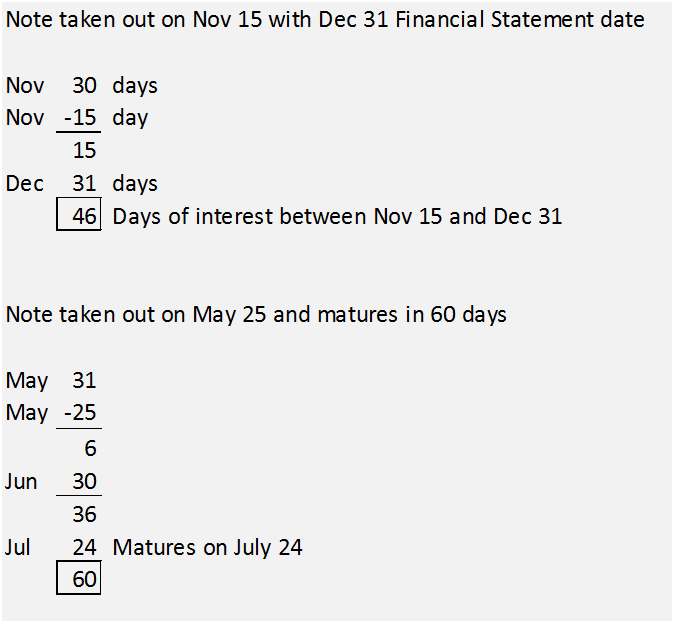 Note taken out on Nov 15 with Dec 31 Financial Statement date
Nov 30 days
Nov -15 day
15
Dec 31 days
46 Days of interest between Nov 15 and Dec 31
Note taken out on May 25 and matures in 60 days
May 31
May -25
6
Jun 30
36
Jul 24 Matures on July 24
60